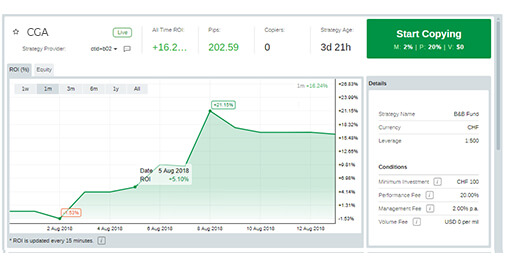 CGA
Live
Strategy Provider: ctid=b02
All Time ROI:
+16.2...
Pips:
202.59
Copiers:
0
Strategy Age:
3d 21h
Start Copying
M: 2% | P: 20% | V: $0
ROI (%) Equity
1w 1m 3m 6m 1y All
1m +16.24%
+26.83%
+23.99%
+21.15%
+18.32%
+15.48%
+12.65%
+9.81%
+6.98%
+4.14%
+1.31%
-1.53%
+21.15%
Date 5 Aug 2018
ROI +5.10%
-1.53%
2 Aug 2018 4 Aug 2018 6 Aug 2018 8 Aug 2018 10 Aug 2018 12 Aug 2018
* ROI is updated every 15 minutes. i
Details
Strategy Name B&B Fund
Currency CHF
Leverage 1:500
Conditions
Minimum Investment i CHF 100
Performance Fee i 20.00%
Management Fee i 2.00% p.a.
Volume Fee i USD 0 per mil